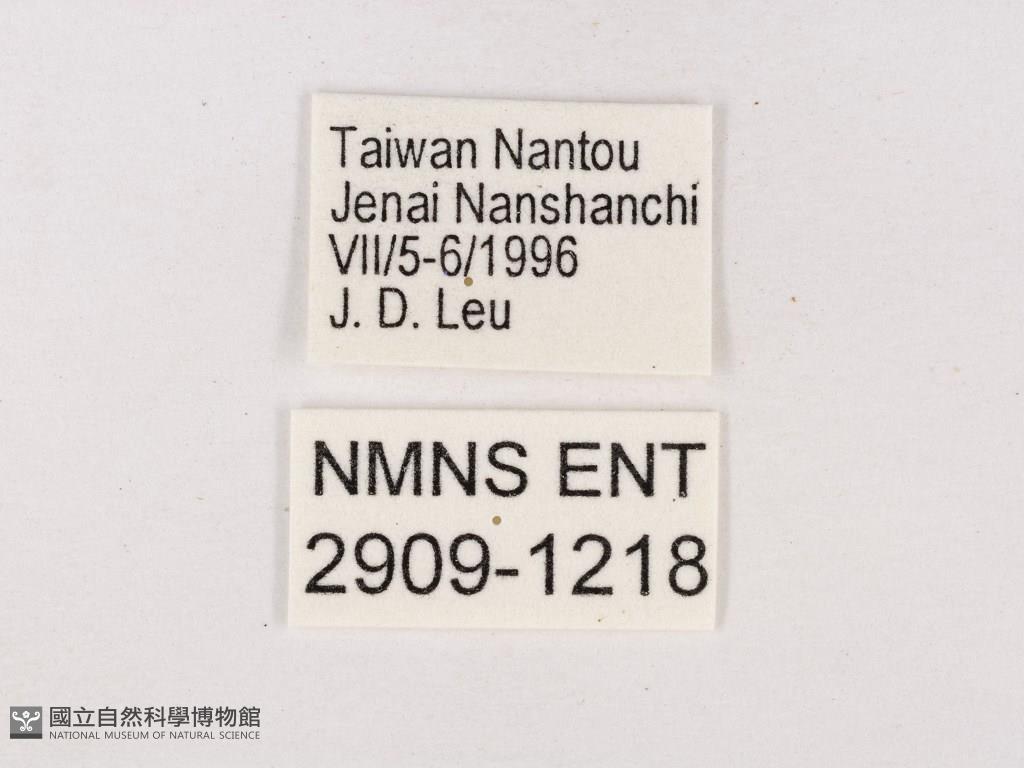 Taiwan Nantou
Jenai Nanshanchi
VII/5-6/1996
J. D. Leu
NMNS ENT
2909-1218
國立自然科學博物館
NATIONAL MUSEUM OF NATURAL SCIENCE